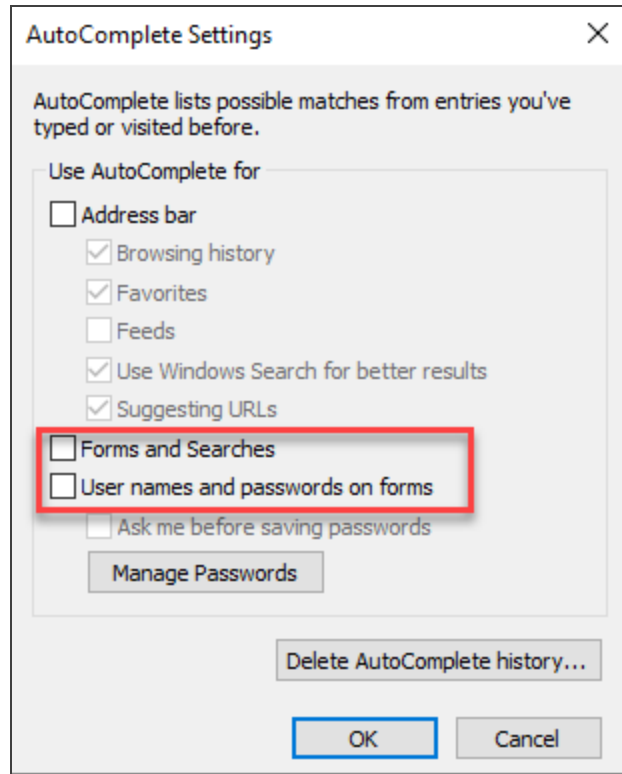 AutoComplete Settings
AutoComplete lists possible matches from entries you've
typed or visited before.
Use AutoComplete for
Address bar
Browsing history
Favorites
Feeds
Use Windows Search for better results
Suggesting URLs
Forms and Searches
User names and passwords on forms
Ask me before saving passwords
Manage Passwords
Delete AutoComplete history...
OK Cancel